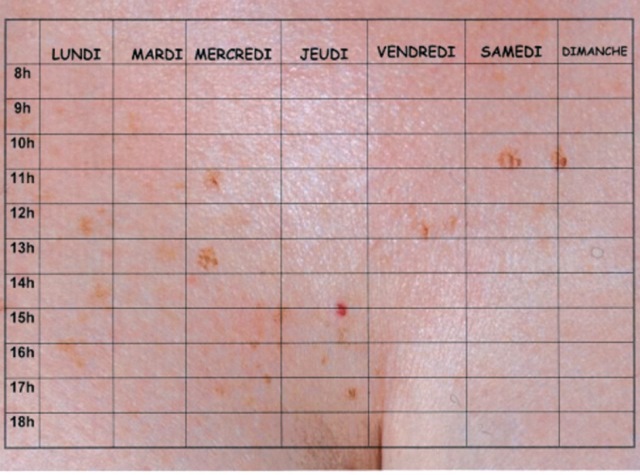 LUNDI MARDI MERCREDI JEUDI VENDREDI SAMEDI DIMANCHE
8h
9h
10h
11h
12h
13h
14h
15h
16h
17h
18h